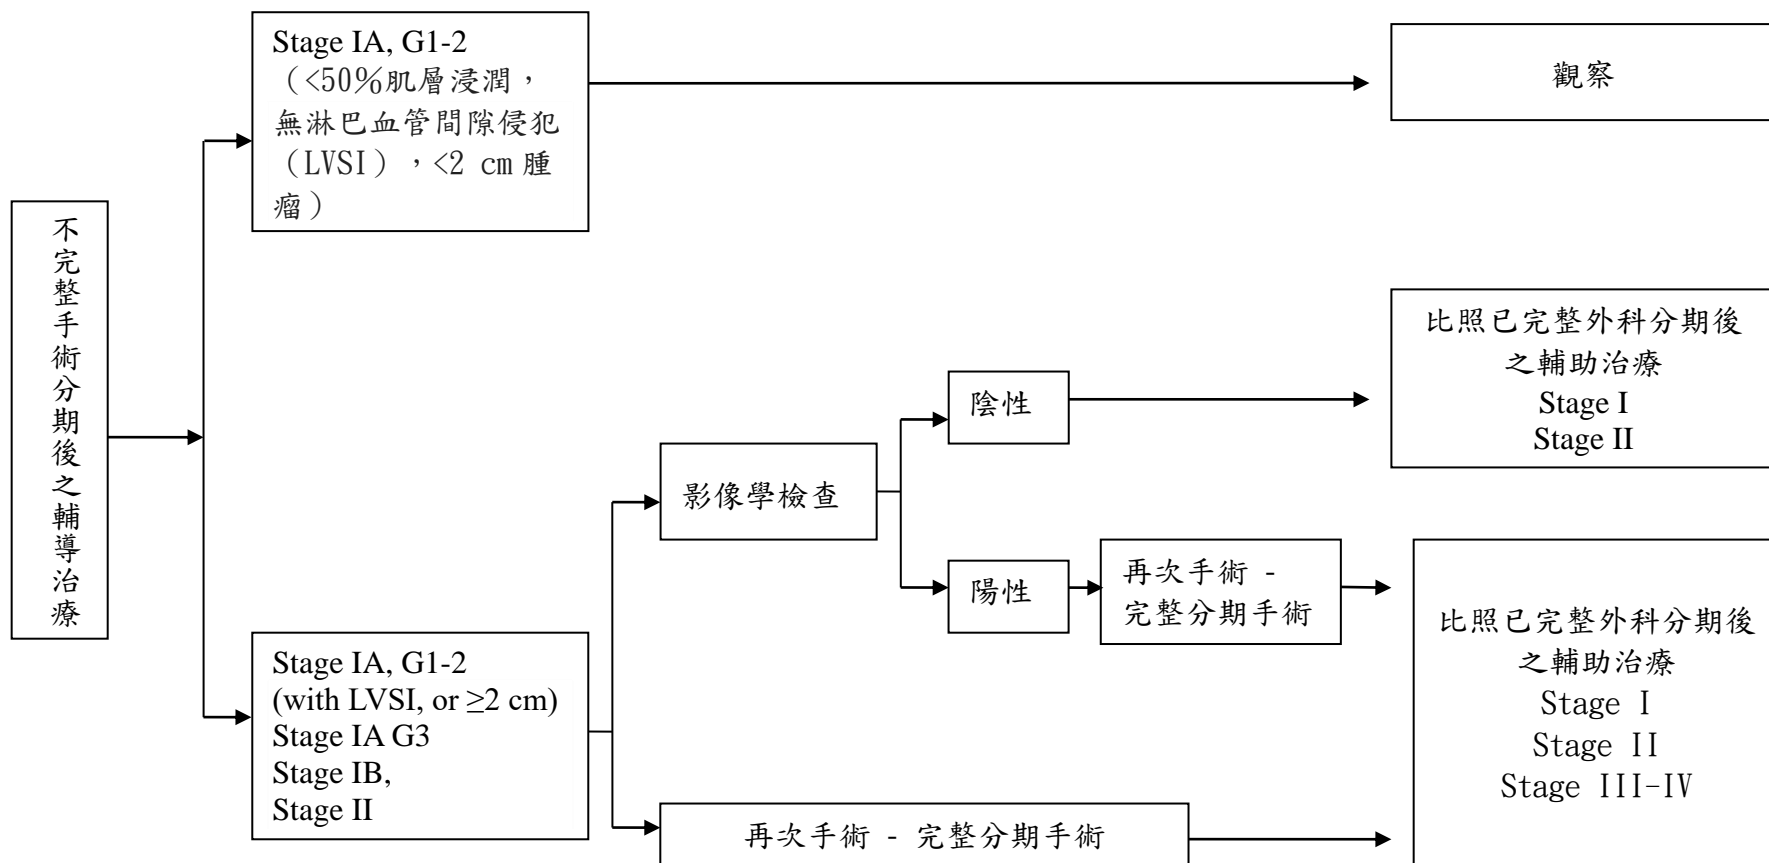 不完整手術分期後之輔導治療
Stage IA, G1-2
（<50%肌層浸潤，
無淋巴血管間隙侵犯
（LVSI），<2 cm 腫
瘤）
觀察
Stage IA, G1-2
(with LVSI, or ≥2 cm)
Stage IA G3
Stage IB,
Stage II
影像學檢查
陰性
比照已完整外科分期後
之輔助治療
Stage I
Stage II
陽性
再次手術 -
完整分期手術
再次手術 - 完整分期手術
比照已完整外科分期後
之輔助治療
Stage I
Stage II
Stage III-IV